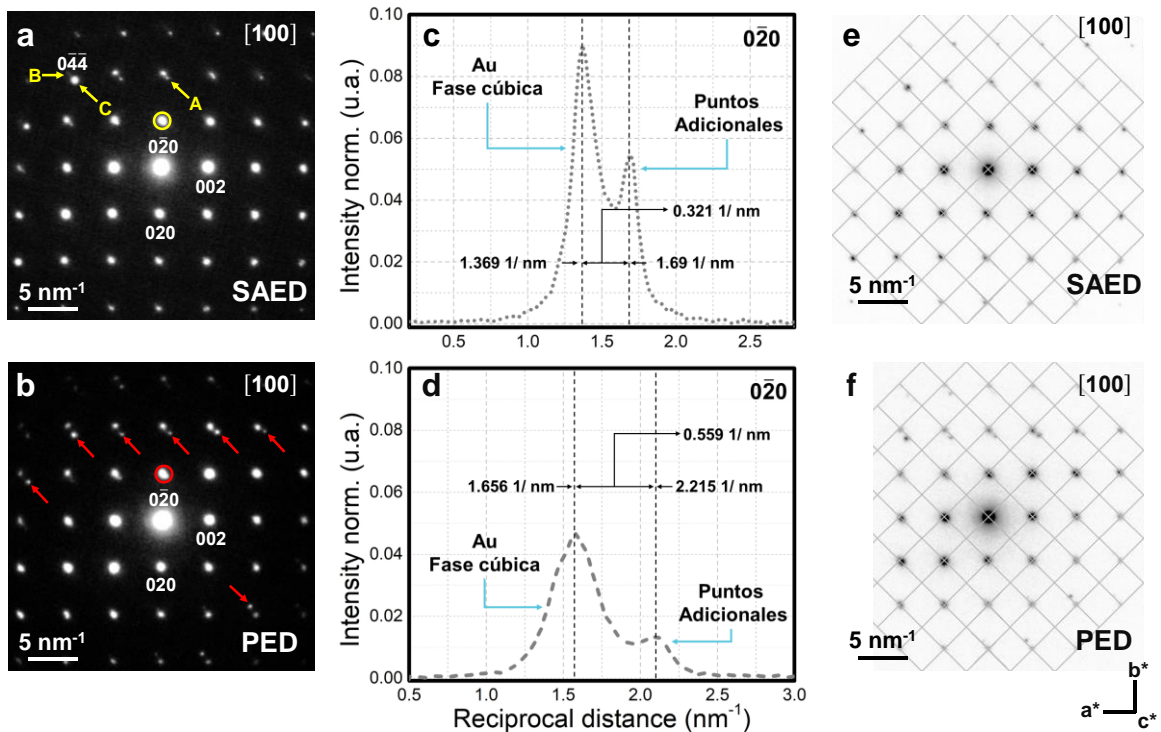 a
[100]
04̄4̄
B
C
A
02̄0
002
020
5 nm-1
SAED
b
[100]
02̄0
002
020
5 nm-1
PED
c
02̄0
Intensity norm. (u.a.)
0.10
0.08
0.06
0.04
0.02
0.00
Au
Fase cúbica
Puntos
Adicionales
0.321 1/ nm
1.369 1/ nm
1.69 1/ nm
0.5 1.0 1.5 2.0 2.5
d
02̄0
Intensity norm. (u.a.)
0.10
0.08
0.06
0.04
0.02
0.00
0.559 1/ nm
1.656 1/ nm
2.215 1/ nm
Au
Fase cúbica
Puntos
Adicionales
0.5 1.0 1.5 2.0 2.5 3.0
Reciprocal distance (nm-1)
e
[100]
5 nm-1
SAED
f
[100]
5 nm-1
PED
b*
a*
c*